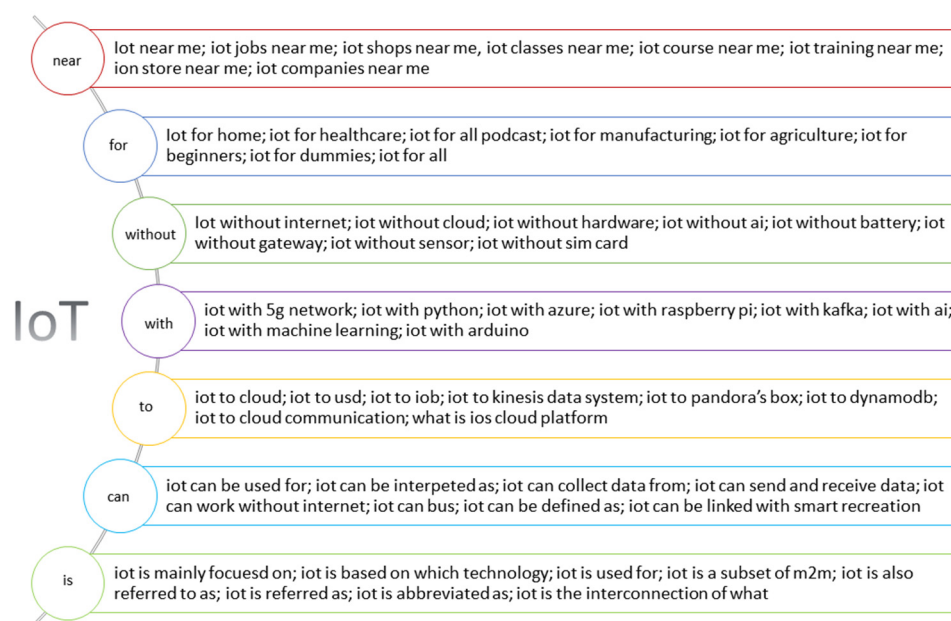 near
Iot near me; iot jobs near me; iot shops near me, iot classes near me; iot course near me; iot training near me;
ion store near me; iot companies near me
for
Iot for home; iot for healthcare; iot for all podcast; iot for manufacturing; iot for agriculture; iot for
beginners; iot for dummies; iot for all
without
Iot without internet; iot without cloud; iot without hardware; iot without ai; iot without battery; iot
without gateway; iot without sensor; iot without sim card
IoT
with
iot with 5g network; iot with python; iot with azure; iot with raspberry pi; iot with kafka; iot with ai;
iot with machine learning; iot with arduino
to
iot to cloud; iot to usd; iot to iob; iot to kinesis data system; iot to pandora’s box; iot to dynamodb;
iot to cloud communication; what is ios cloud platform
can
iot can be used for; iot can be interpeted as; iot can collect data from; iot can send and receive data; iot
can work without internet; iot can bus; iot can be defined as; iot can be linked with smart recreation
is
iot is mainly focuesd on; iot is based on which technology; iot is used for; iot is a subset of m2m; iot is also
referred to as; iot is referred as; iot is abbreviated as; iot is the interconnection of what